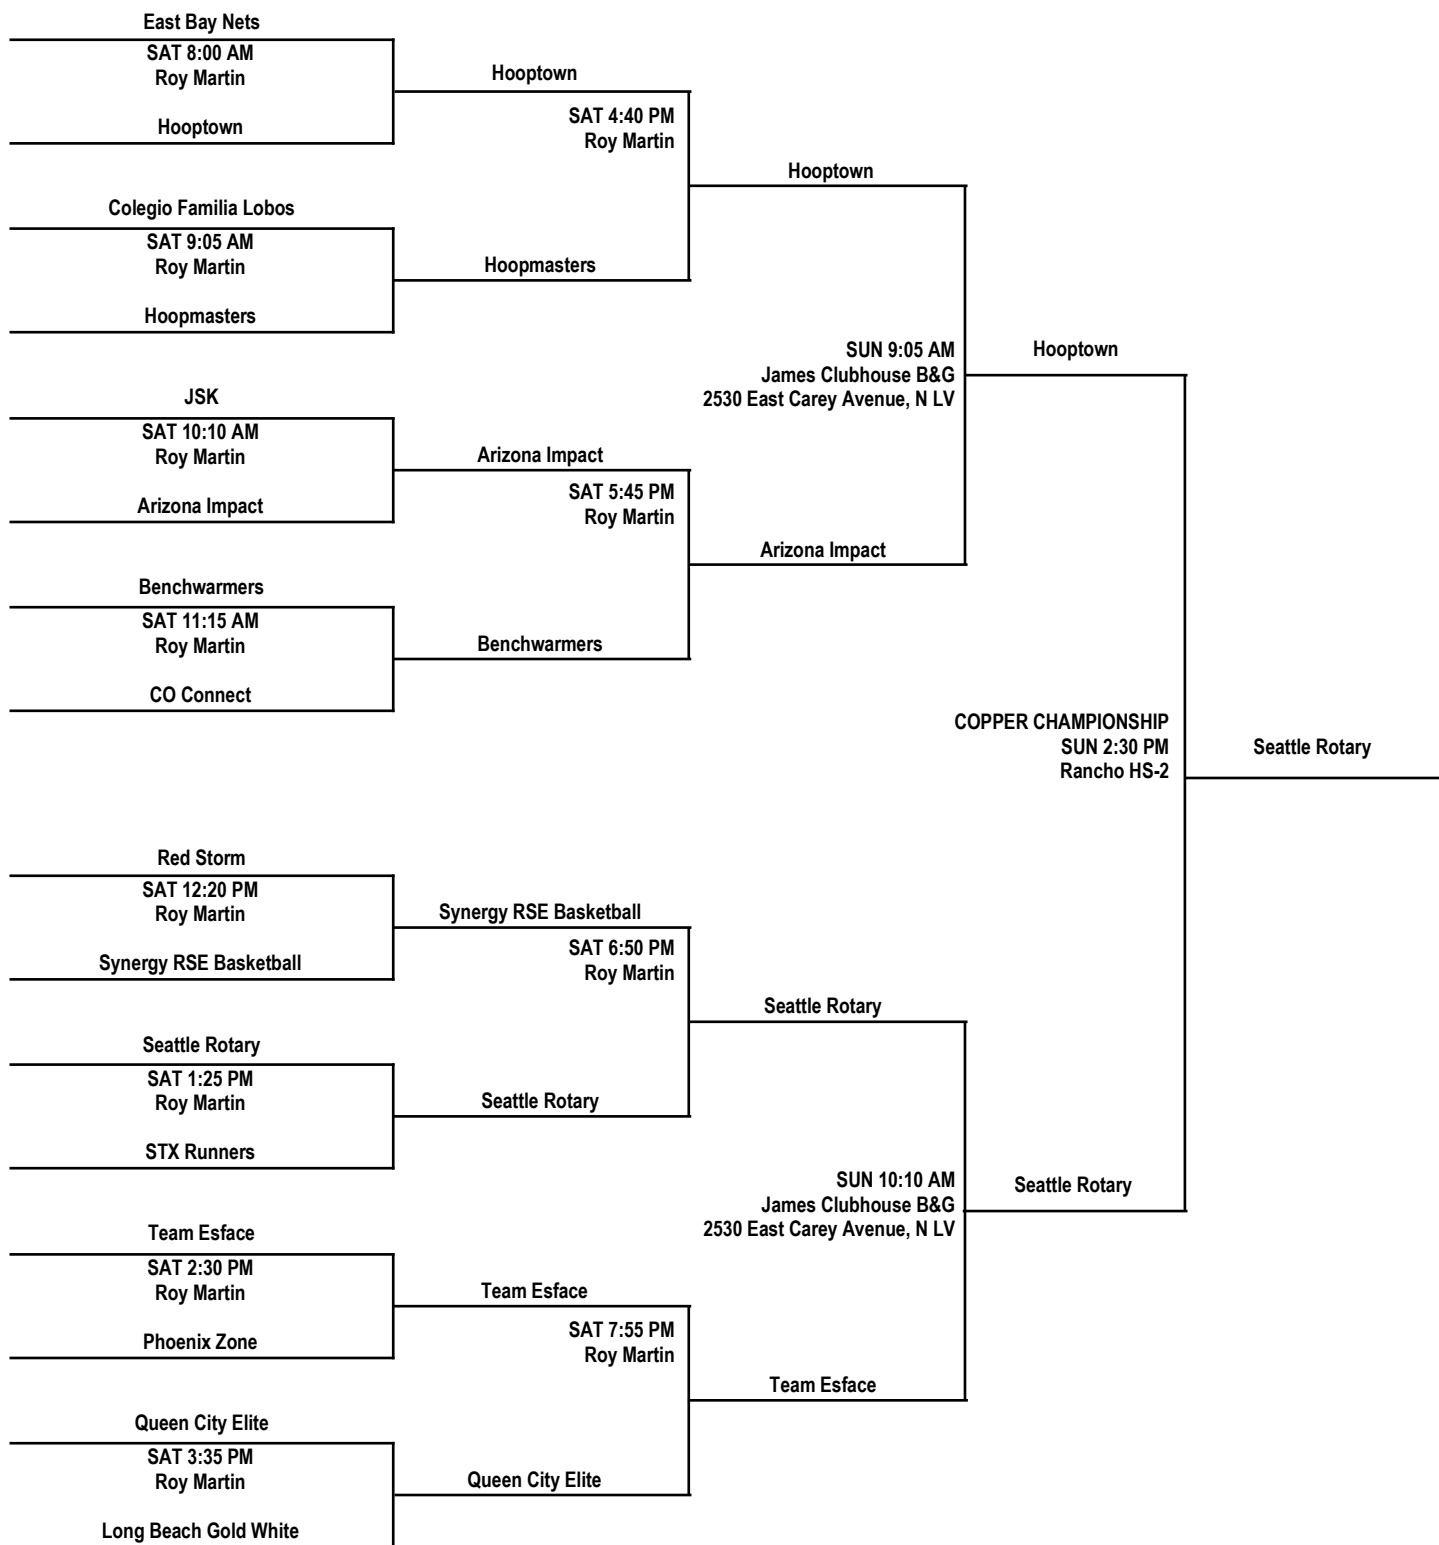 East Bay Nets
SAT 8:00 AM
Roy Martin
Hooptown
Colegio Familia Lobos
SAT 9:05 AM
Roy Martin
Hoopmasters
JSK
SAT 10:10 AM
Roy Martin
Arizona Impact
Benchwarmers
SAT 11:15 AM
Roy Martin
CO Connect
Red Storm
SAT 12:20 PM
Roy Martin
Synergy RSE Basketball
Seattle Rotary
SAT 1:25 PM
Roy Martin
STX Runners
Team Esface
SAT 2:30 PM
Roy Martin
Phoenix Zone
Queen City Elite
SAT 3:35 PM
Roy Martin
Long Beach Gold White
Hooptown
SAT 4:40 PM
Roy Martin
Hoopmasters
Arizona Impact
SAT 5:45 PM
Roy Martin
Benchwarmers
Synergy RSE Basketball
SAT 6:50 PM
Roy Martin
Seattle Rotary
Team Esface
SAT 7:55 PM
Roy Martin
Queen City Elite
Hooptown
SUN 9:05 AM
James Clubhouse B&G
2530 East Carey Avenue, N LV
Arizona Impact
Seattle Rotary
SUN 10:10 AM
James Clubhouse B&G
2530 East Carey Avenue, N LV
Team Esface
Hooptown
COPPER CHAMPIONSHIP
SUN 2:30 PM
Rancho HS-2
Seattle Rotary
Seattle Rotary